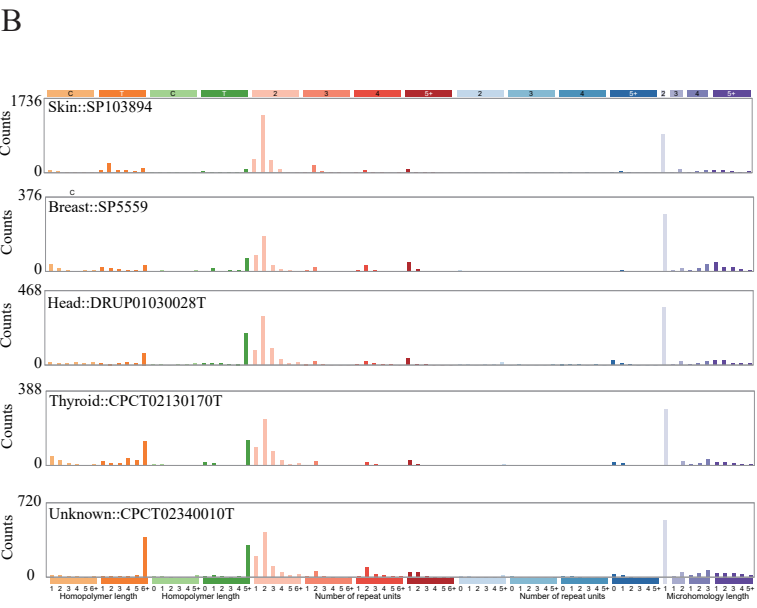 B
C T C T 2 3 4 5+ 2 3 4 5+ 2 3 4 5+
1736
Skin::SP103894
Counts
0
C
376
Breast::SP5559
Counts
0
468
Head::DRUP01030028T
Counts
0
388
Thyroid::CPCT02130170T
Counts
0
720
Unknown::CPCT02340010T
Counts
0
1 2 3 4 5 6+ 1 2 3 4 5 6+ 0 1 2 3 4 5+ 0 1 2 3 4 5+ 1 2 3 4 5 6+ 1 2 3 4 5 6+ 1 2 3 4 5 6+ 1 2 3 4 5 6+ 0 1 2 3 4 5+ 0 1 2 3 4 5+ 0 1 2 3 4 5+ 0 1 2 3 4 5+ 1 1 2 1 2 3 1 2 3 4 5+
Homopolymer length Homopolymer length Number of repeat units Number of repeat units Microhomology length